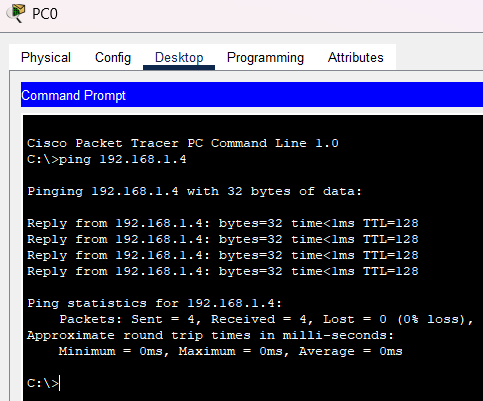 PC0
Physical Config Desktop Programming Attributes
Command Prompt
Cisco Packet Tracer PC Command Line 1.0
C:\>ping 192.168.1.4
Pinging 192.168.1.4 with 32 bytes of data:
Reply from 192.168.1.4: bytes=32 time<1ms TTL=128
Reply from 192.168.1.4: bytes=32 time<1ms TTL=128
Reply from 192.168.1.4: bytes=32 time<1ms TTL=128
Reply from 192.168.1.4: bytes=32 time<1ms TTL=128
Ping statistics for 192.168.1.4:
    Packets: Sent = 4, Received = 4, Lost = 0 (0% loss),
Approximate round trip times in milli-seconds:
    Minimum = 0ms, Maximum = 0ms, Average = 0ms
C:\>